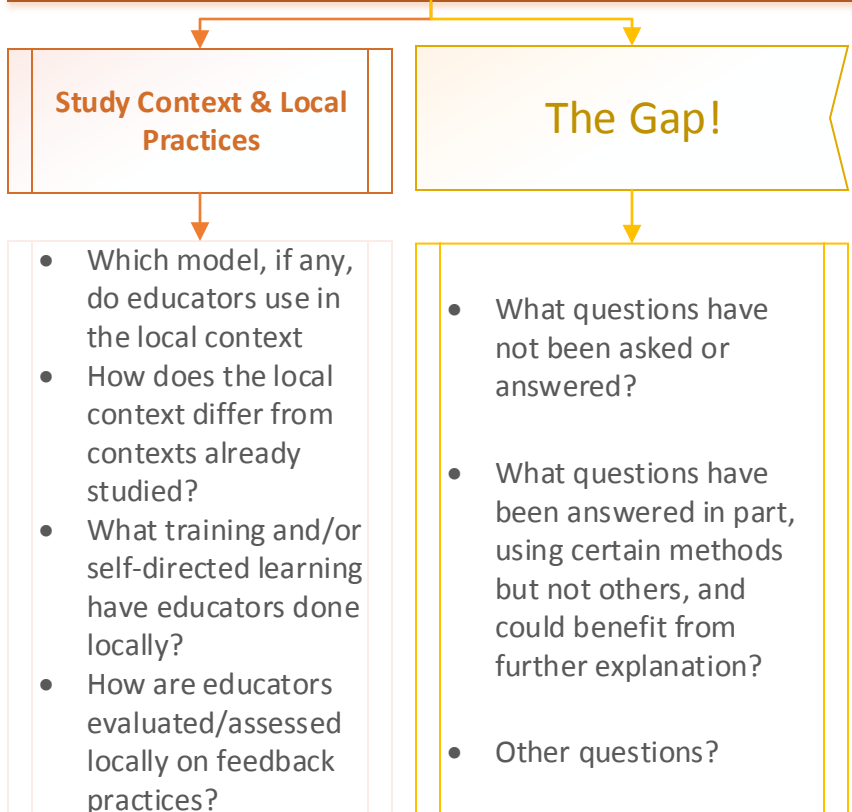 Study Context & Local
Practices
The Gap!
• Which model, if any,
do educators use in
the local context
• How does the local
context differ from
contexts already
studied?
• What training and/or
self-directed learning
have educators done
locally?
• How are educators
evaluated/assessed
locally on feedback
practices?
• What questions have
not been asked or
answered?
• What questions have
been answered in part,
using certain methods
but not others, and
could benefit from
further explanation?
• Other questions?